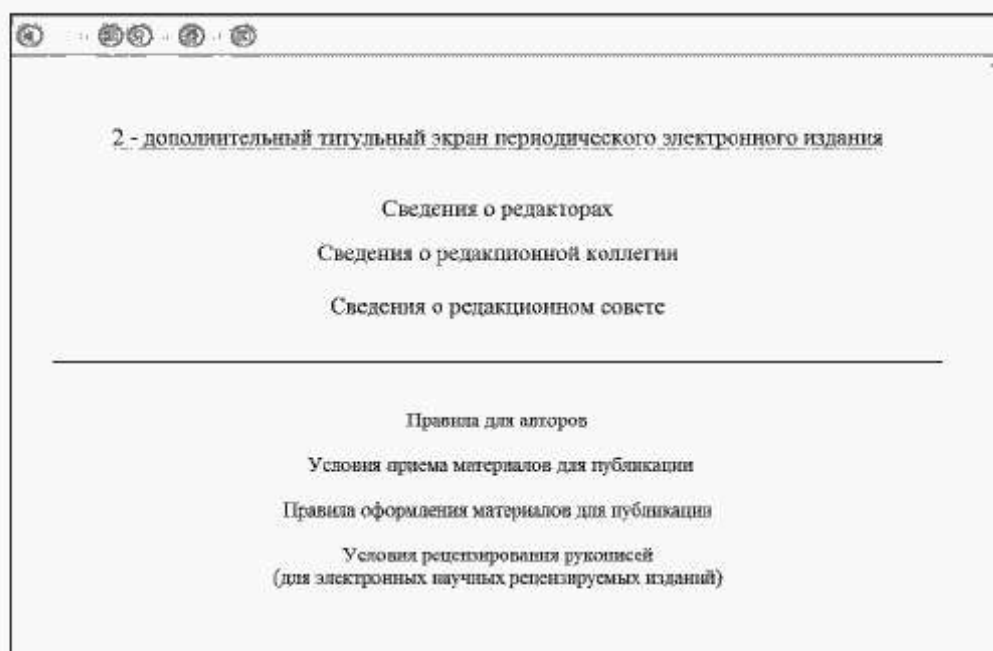 2 - дополнительный титульный экран периодического электронного издания
Сведения о редакторах
Сведения о редакционной коллегии
Сведения о редакционном совете
Правила для авторов
Условия приема материалов для публикации
Правила оформления материалов для публикации
Условия рецензирования рукописей
(для электронных научных рецензируемых изданий)